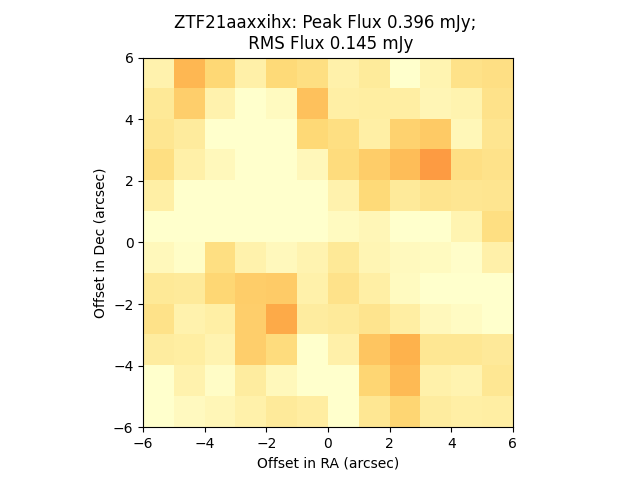 ZTF21aaxxihx: Peak Flux 0.396 mJy;
RMS Flux 0.145 mJy
6
4
2
0
−2
−4
−6
Offset in Dec (arcsec)
−6 −4 −2 0 2 4 6
Offset in RA (arcsec)